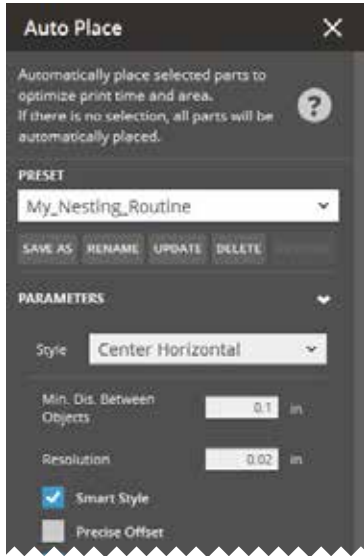 Auto Place
Automatically place selected parts to
optimize print time and area.
If there is no selection, all parts will be
automatically placed.
?
PRESET
My_Nesting_Routine
SAVE AS RENAME UPDATE DELETE
PARAMETERS
Style Center Horizontal
Min. Dis. Between
Objects
0.1 in
Resolution 0.02 in
Smart Style
Precise Offset